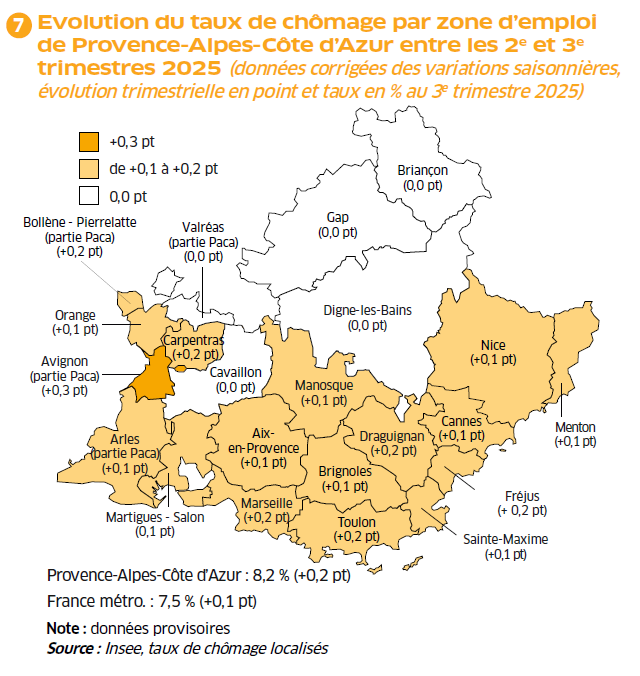 7 Evolution du taux de chômage par zone d'emploi
de Provence-Alpes-Côte d'Azur entre les 2e et 3e
trimestres 2025 (données corrigées des variations saisonnières,
évolution trimestrielle en point et taux en % au 3e trimestre 2025)
+0,3 pt
de +0,1 à +0,2 pt
0,0 pt
Briançon
(0,0 pt)
Gap
(0,0 pt)
Bollène - Pierrelatte
(partie Paca)
(+0,2 pt)
Valréas
(partie Paca)
(0,0 pt)
Digne-les-Bains
(0,0 pt)
Orange
(+0,1 pt)
Carpentras
(+0,2 pt)
Nice
(+0,1 pt)
Avignon
(partie Paca)
(+0,3 pt)
Cavaillon
(0,0 pt)
Manosque
(+0,1 pt)
Menton
(+0,1 pt)
Cannes
(+0,1 pt)
Arles
(partie Paca)
(+0,1 pt)
Aix-
en-Provence
(+0,1 pt)
Draguignan
(+0,2 pt)
Brignoles
(+0,1 pt)
Fréjus
(+ 0,2 pt)
Martigues - Salon
(0,1 pt)
Marseille
(+0,2 pt)
Toulon
(+0,2 pt)
Sainte-Maxime
(+0,1 pt)
Provence-Alpes-Côte d'Azur : 8,2 % (+0,2 pt)
France métro. : 7,5 % (+0,1 pt)
Note : données provisoires
Source : Insee, taux de chômage localisés